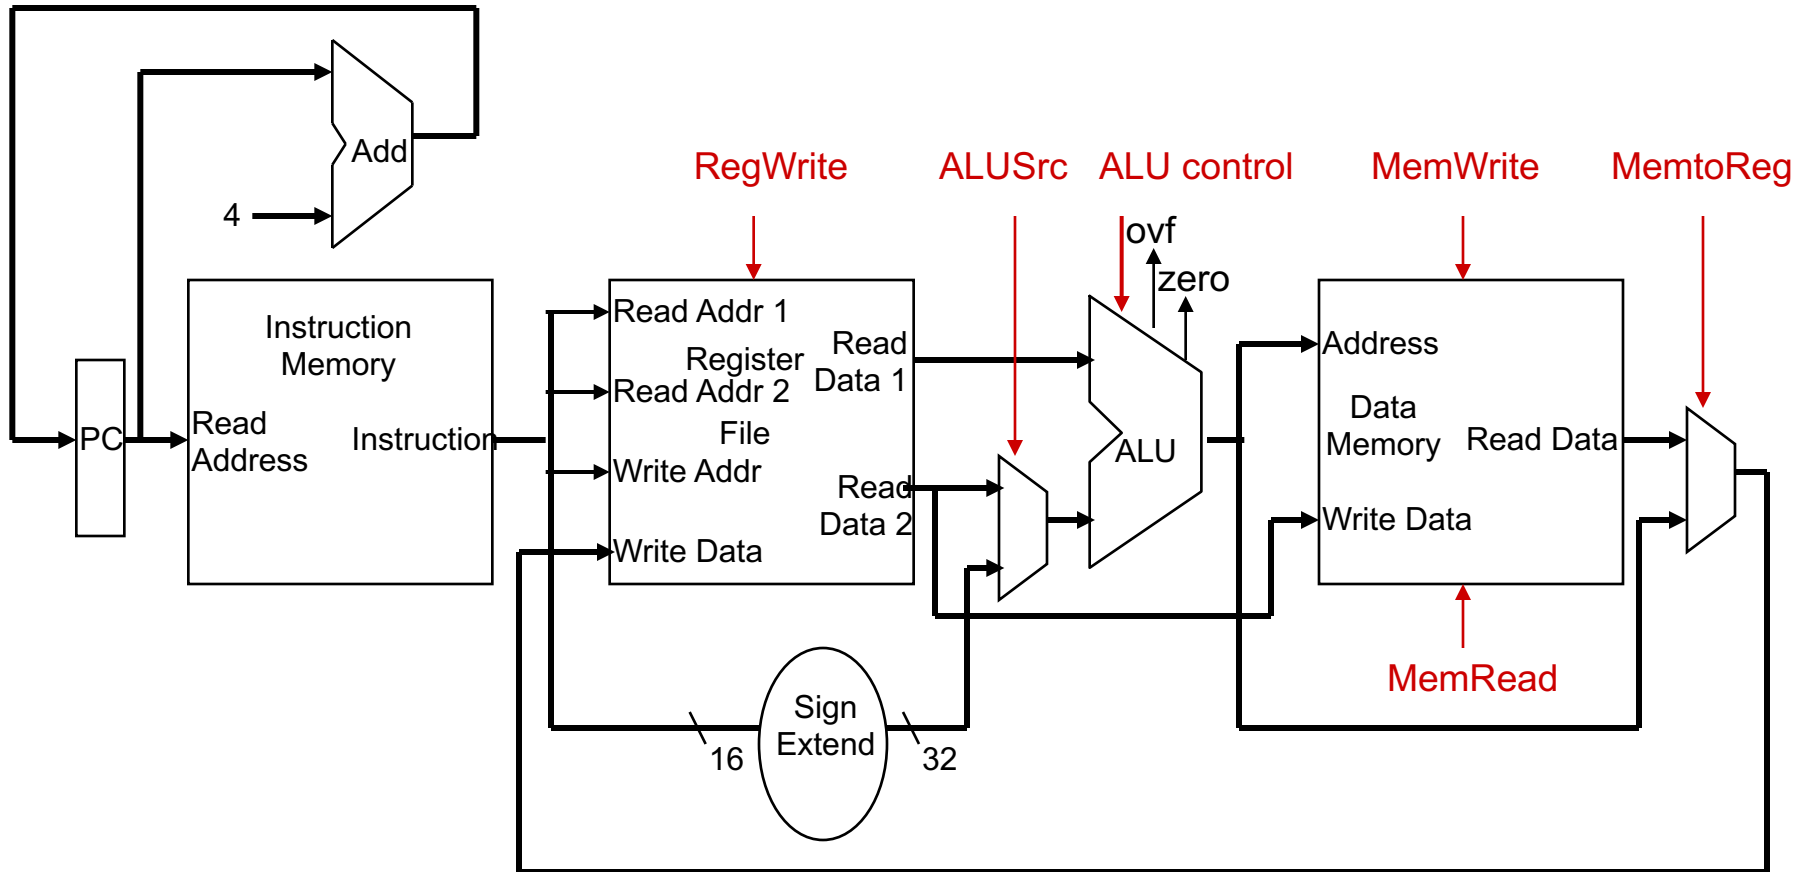 Add
4
RegWrite
ALUSrc
ALU control
MemWrite
MemtoReg
ovf
zero
PC
Instruction
Memory
Read
Address
Instruction
Read Addr 1
Register
Read Addr 2
File
Write Addr
Write Data
Read
Data 1
Read
Data 2
ALU
Address
Data
Memory
Read Data
Write Data
MemRead
Sign
Extend
16
32